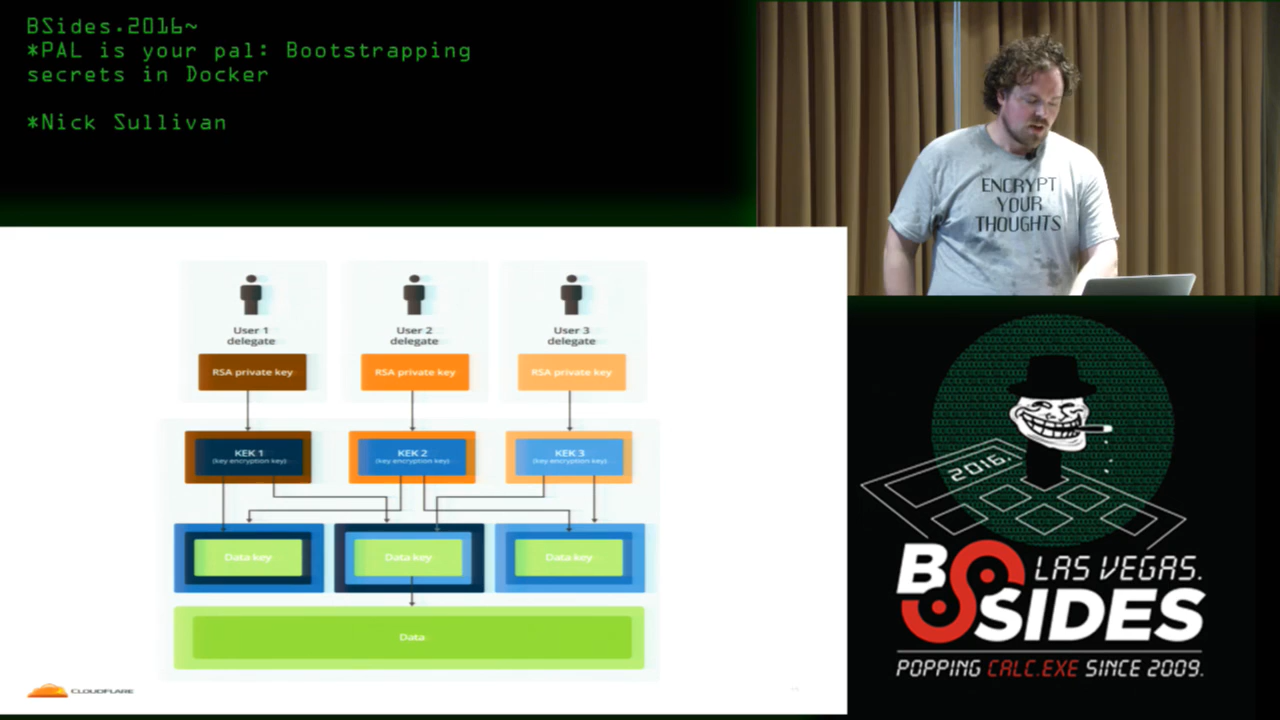 BSides.2016~
*PAL is your pal: Bootstrapping
secrets in Docker
*Nick Sullivan
ENCRYPT
YOUR
THOUGHTS
User 1
delegate
User 2
delegate
User 3
delegate
RSA private key
RSA private key
RSA private key
KEK 1
(key encryption key)
KEK 2
(key encryption key)
KEK 3
(key encryption key)
Data key
Data key
Data key
Data
CLOUDFLARE
2016.
BSIDES
LAS VEGAS.
POPPING CALC.EXE SINCE 2009.